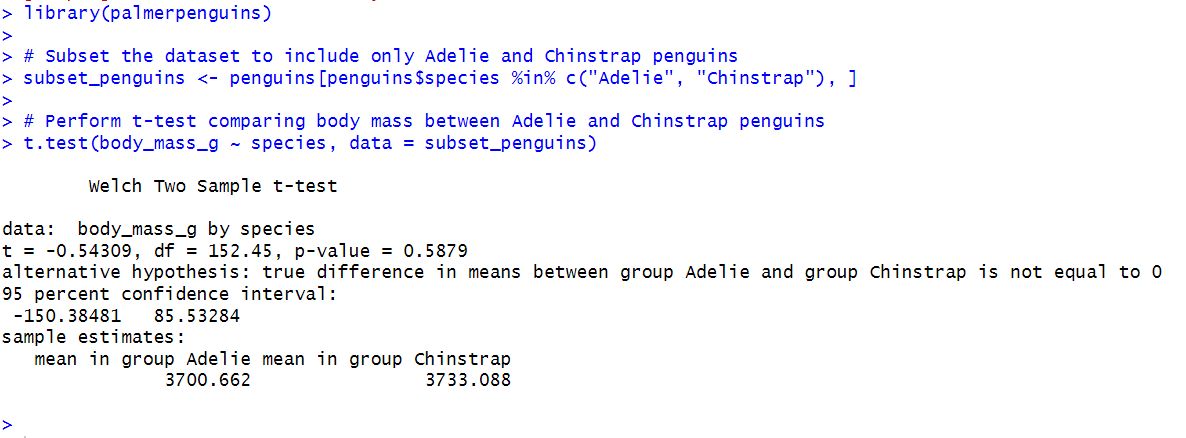 > library(palmerpenguins)
>
> # Subset the dataset to include only Adelie and Chinstrap penguins
> subset_penguins <- penguins[penguins$species %in% c("Adelie", "Chinstrap"), ]
>
> # Perform t-test comparing body mass between Adelie and Chinstrap penguins
> t.test(body_mass_g ~ species, data = subset_penguins)
        Welch Two Sample t-test
data:  body_mass_g by species
t = -0.54309, df = 152.45, p-value = 0.5879
alternative hypothesis: true difference in means between group Adelie and group Chinstrap is not equal to 0
95 percent confidence interval:
 -150.38481   85.53284
sample estimates:
   mean in group Adelie mean in group Chinstrap
               3700.662                3733.088
>